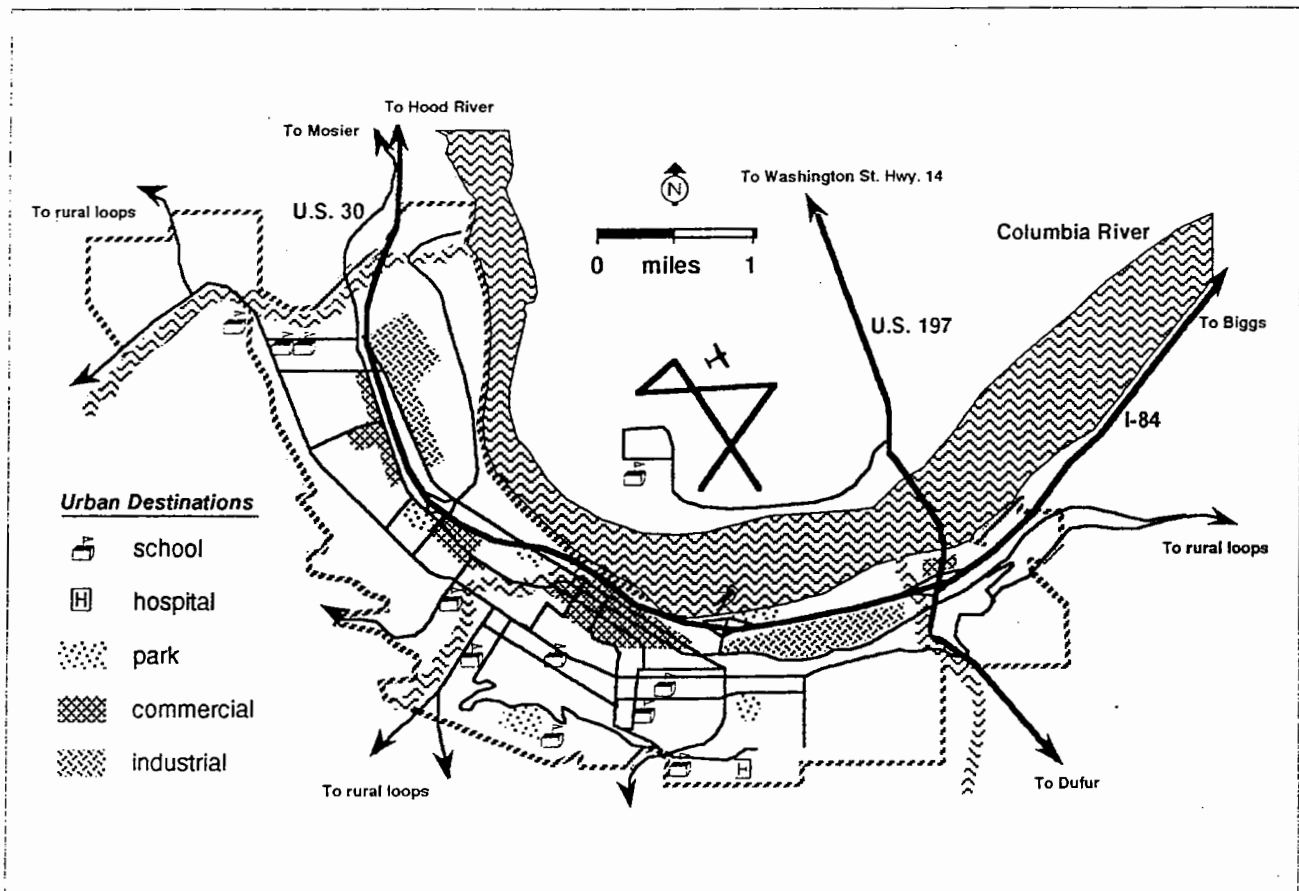 To Hood River
To Mosier
To Washington St. Hwy. 14
N
To rural loops
U.S. 30
Columbia River
0 miles 1
U.S. 197
To Biggs
I-84
Urban Destinations
school
H hospital
park
commercial
industrial
To rural loops
H
To rural loops
To Dufur